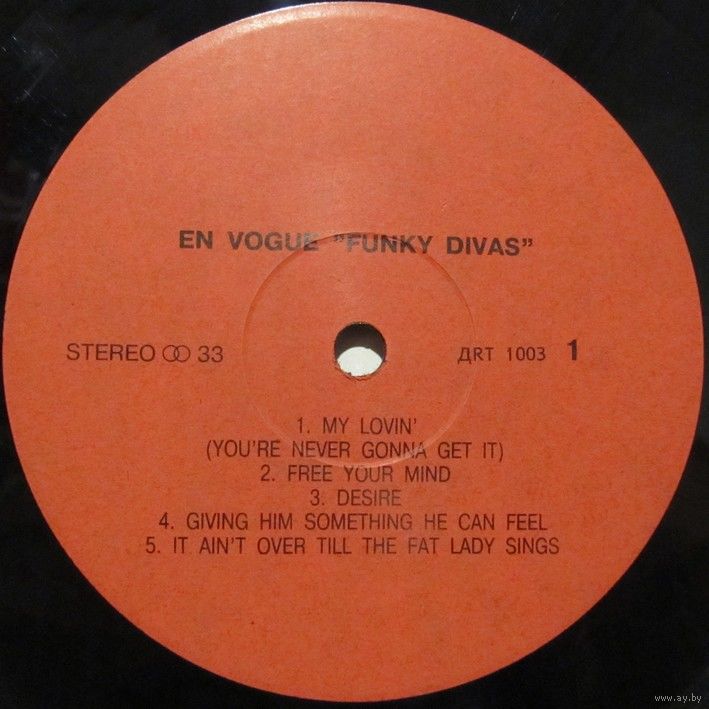 EN VOGUE "FUNKY DIVAS"
STEREO 33
ДRT 1003 1
1. MY LOVIN'
(YOU'RE NEVER GONNA GET IT)
2. FREE YOUR MIND
3. DESIRE
4. GIVING HIM SOMETHING HE CAN FEEL
5. IT AIN'T OVER TILL THE FAT LADY SINGS
www.ay.by